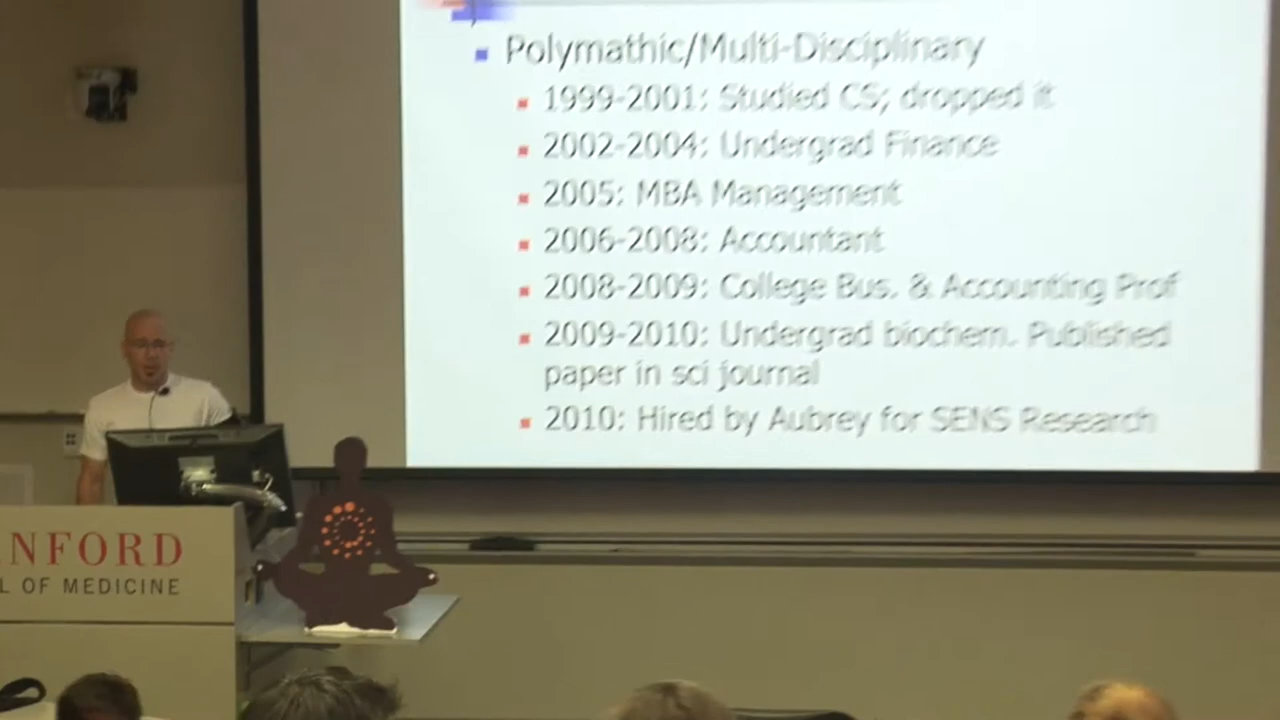 Polymathic/Multi-Disciplinary
1999-2001: Studied CS; dropped it
2002-2004: Undergrad Finance
2005: MBA Management
2006-2008: Accountant
2008-2009: College Bus. & Accounting Prof
2009-2010: Undergrad biochem. Published
paper in sci journal
2010: Hired by Aubrey for SENS Research
NFORD
L OF MEDICINE